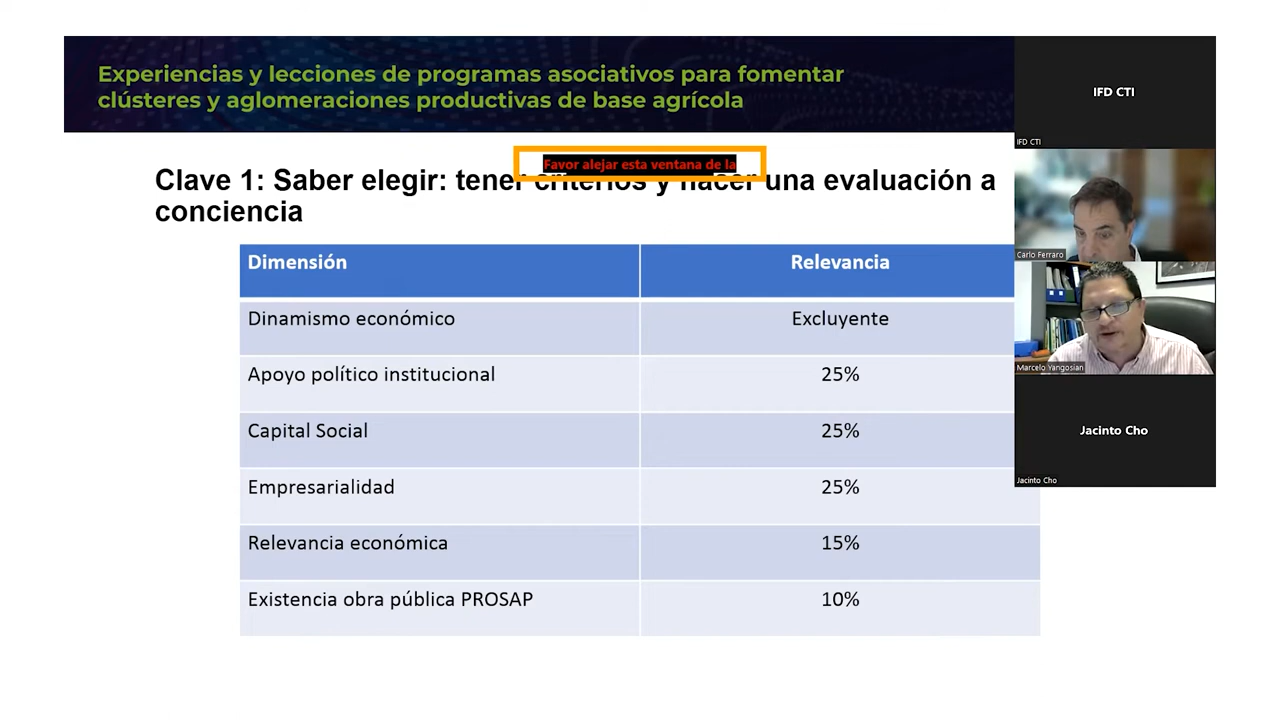 Experiencias y lecciones de programas asociativos para fomentar
clústeres y aglomeraciones productivas de base agrícola
Favor alejar esta ventana de la
Clave 1: Saber elegir: tener criterios y hacer una evaluación a
conciencia
Dimensión Relevancia
Dinamismo económico Excluyente
Apoyo político institucional 25%
Capital Social 25%
Empresarialidad 25%
Relevancia económica 15%
Existencia obra pública PROSAP 10%
IFD CTI
IFD CTI
Carlo Ferraro
Marcelo Yangosian
Jacinto Cho
Jacinto Cho